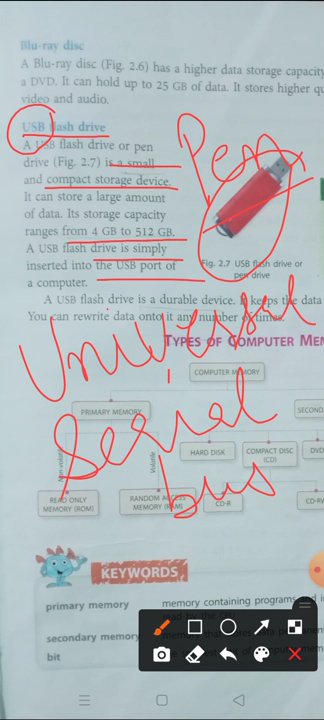 Blu-ray disc
A Blu-ray disc (Fig. 2.6) has a higher data storage capacity
a DVD. It can hold up to 25 GB of data. It stores higher qu
video and audio.
USB flash drive
A USB flash drive or pen
drive (Fig. 2.7) is a small
and compact storage device.
It can store a large amount
of data. Its storage capacity
ranges from 4 GB to 512 GB.
A USB flash drive is simply
inserted into the USB port of
a computer.
Pen
Fig. 2.7 USB flash drive or
pen drive
A USB flash drive is a durable device. It keeps the data
You can rewrite data onto it any number of times.
Universal
Serial
bus
TYPES OF COMPUTER MEM
COMPUTER MEMORY
PRIMARY MEMORY
SECOND
Non-volatile
Volatile
HARD DISK
COMPACT DISC
(CD)
DVD
READ ONLY
MEMORY (ROM)
RANDOM ACCESS
MEMORY (RAM)
CD-R
CD-RW
KEYWORDS
primary memory
memory containing programs and i
secondary memory
bit